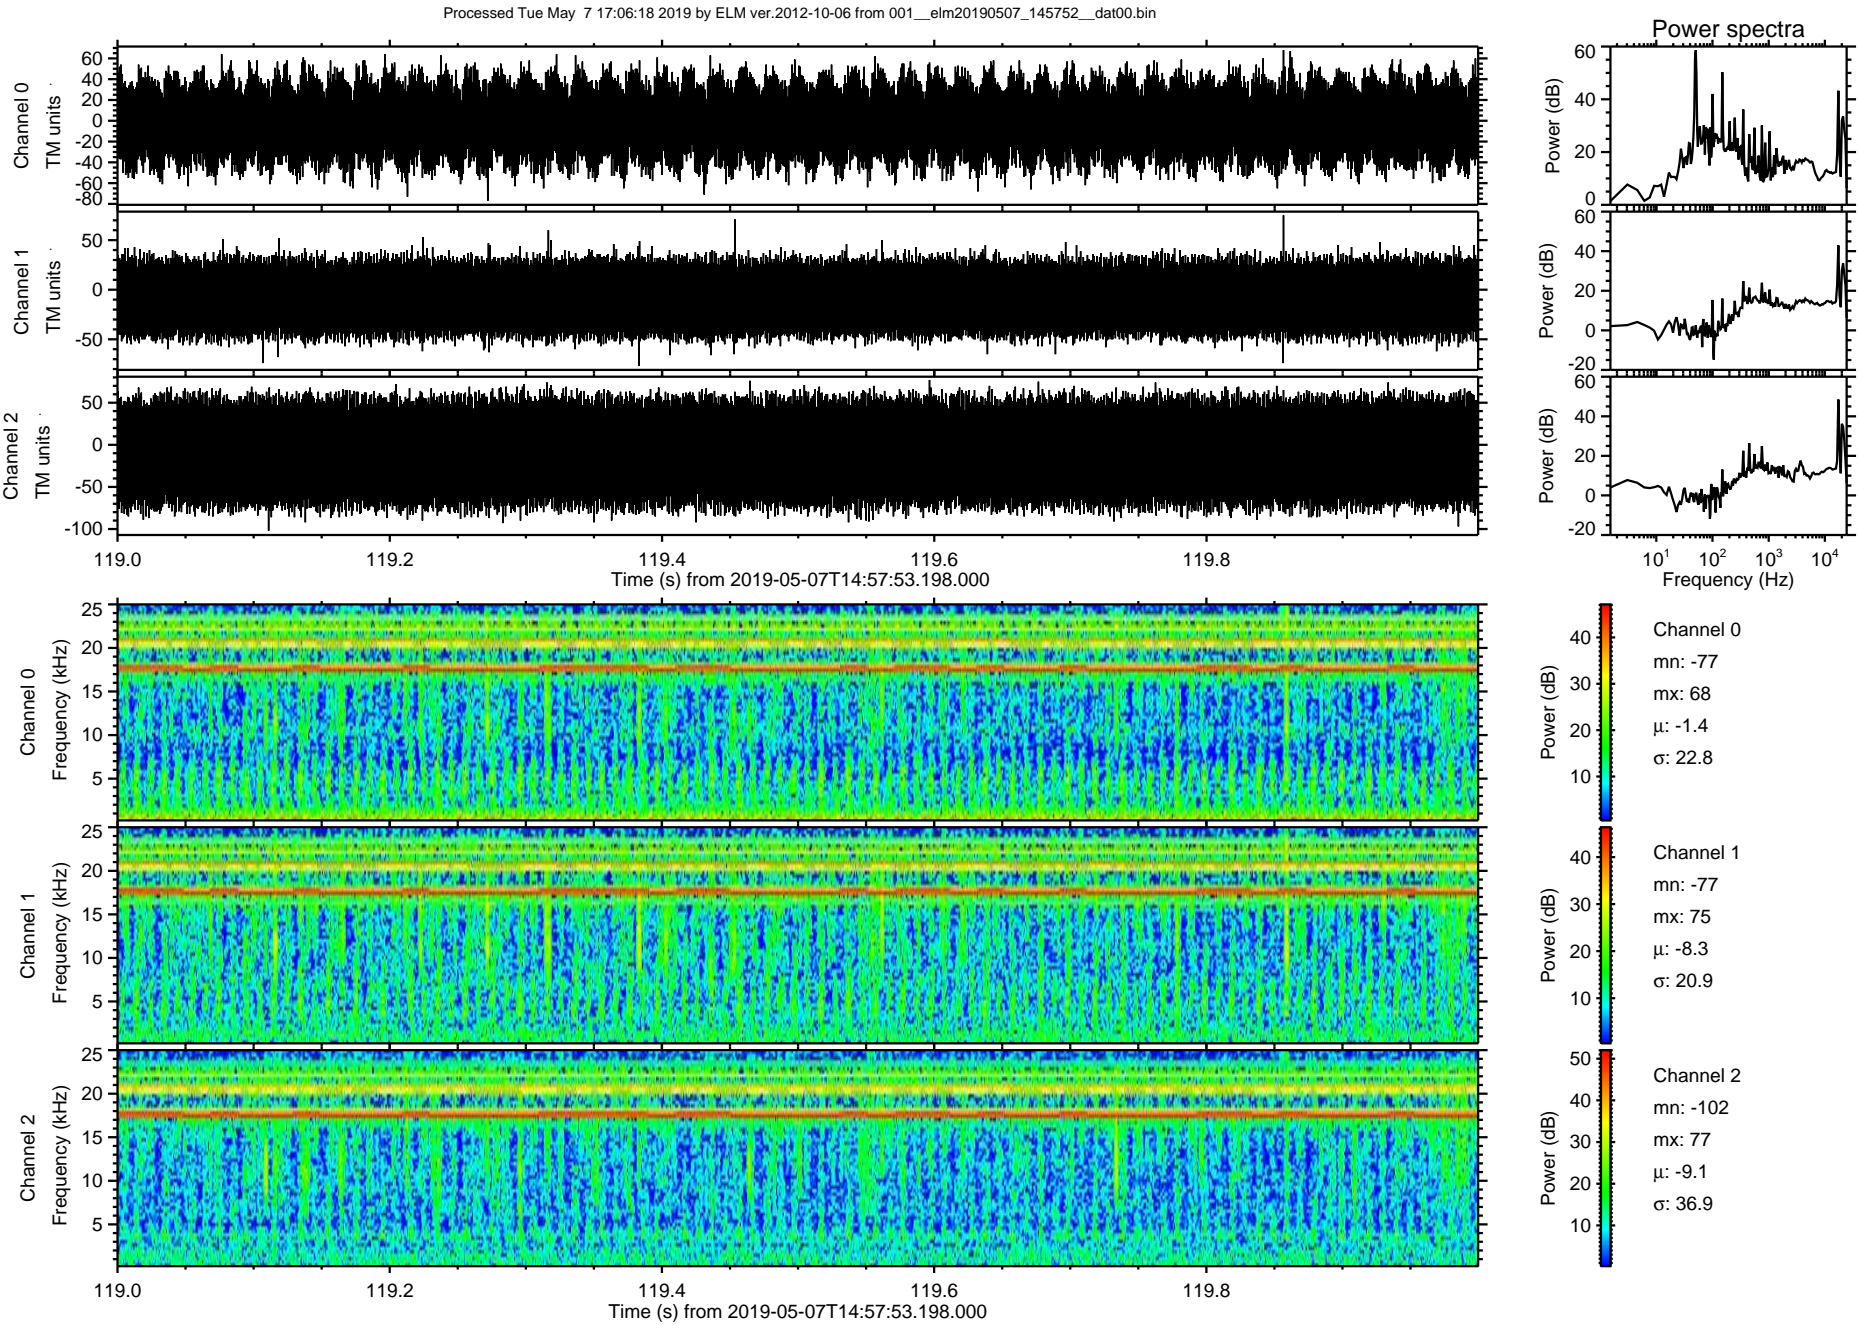 Processed Tue May  7 17:06:18 2019 by ELM ver.2012-10-06 from 001__elm20190507_145752__dat00.bin
Power spectra
Channel 0
TM units
60
40
20
0
-20
-40
-60
-80
Power (dB)
60
40
20
0
Channel 1
TM units
50
0
-50
Power (dB)
60
40
20
0
-20
Channel 2
TM units
50
0
-50
-100
Power (dB)
60
40
20
0
-20
119.0 119.2 119.4 119.6 119.8
Time (s) from 2019-05-07T14:57:53.198.000
10^1 10^2 10^3 10^4
Frequency (Hz)
Channel 0
Frequency (kHz)
25
20
15
10
5
Power (dB)
40
30
20
10
Channel 0
mn: -77
mx: 68
μ: -1.4
σ: 22.8
Channel 1
Frequency (kHz)
25
20
15
10
5
Power (dB)
40
30
20
10
Channel 1
mn: -77
mx: 75
μ: -8.3
σ: 20.9
Channel 2
Frequency (kHz)
25
20
15
10
5
Power (dB)
50
40
30
20
10
Channel 2
mn: -102
mx: 77
μ: -9.1
σ: 36.9
119.0 119.2 119.4 119.6 119.8
Time (s) from 2019-05-07T14:57:53.198.000